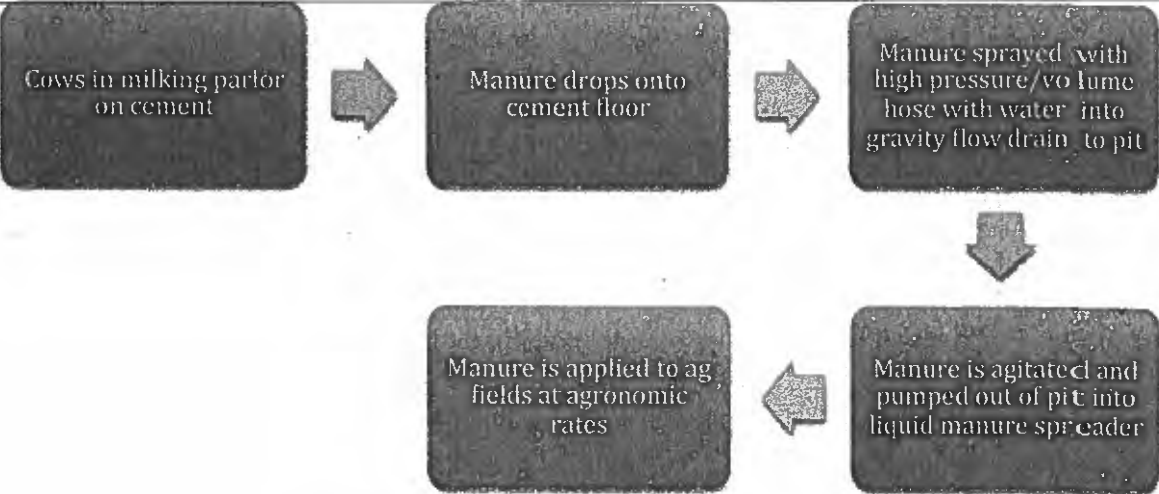 Cows in milking parlor
on cement
Manure drops onto
cement floor
Manure sprayed with
high pressure/volume
hose with water into
gravity flow drain to pit
Manure is agitated and
pumped out of pit into
liquid manure spreader
Manure is applied to ag
fields at agronomic
rates